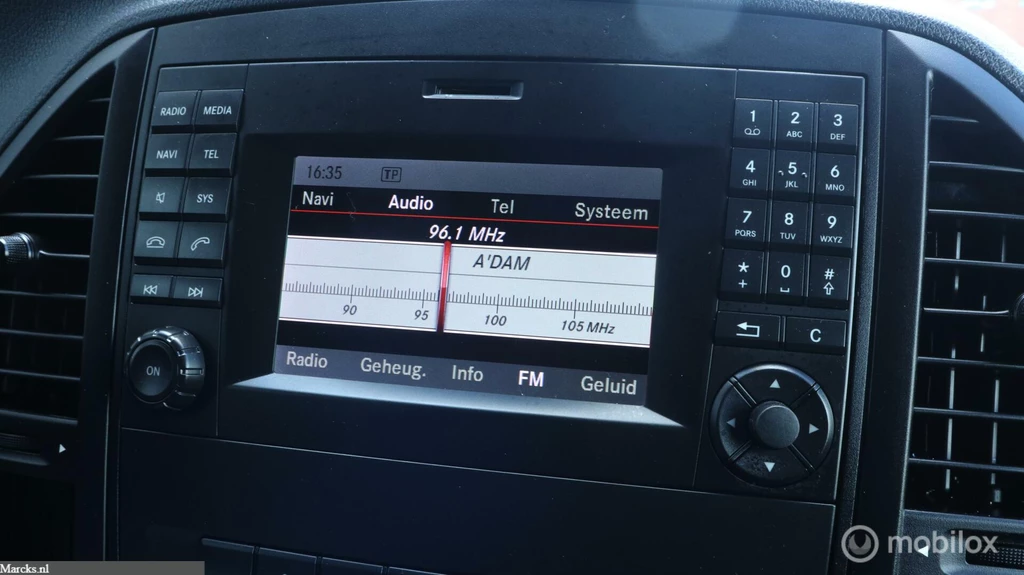 RADIO MEDIA
NAVI TEL
SYS
ON
16:35 TP
Navi Audio Tel Systeem
96.1 MHz
A'DAM
90 95 100 105 MHz
Radio Geheug. Info FM Geluid
1 2 3
ABC DEF
4 5 6
GHI JKL MNO
7 8 9
PQRS TUV WXYZ
* 0 #
+
C
mobilox
Marcks.nl